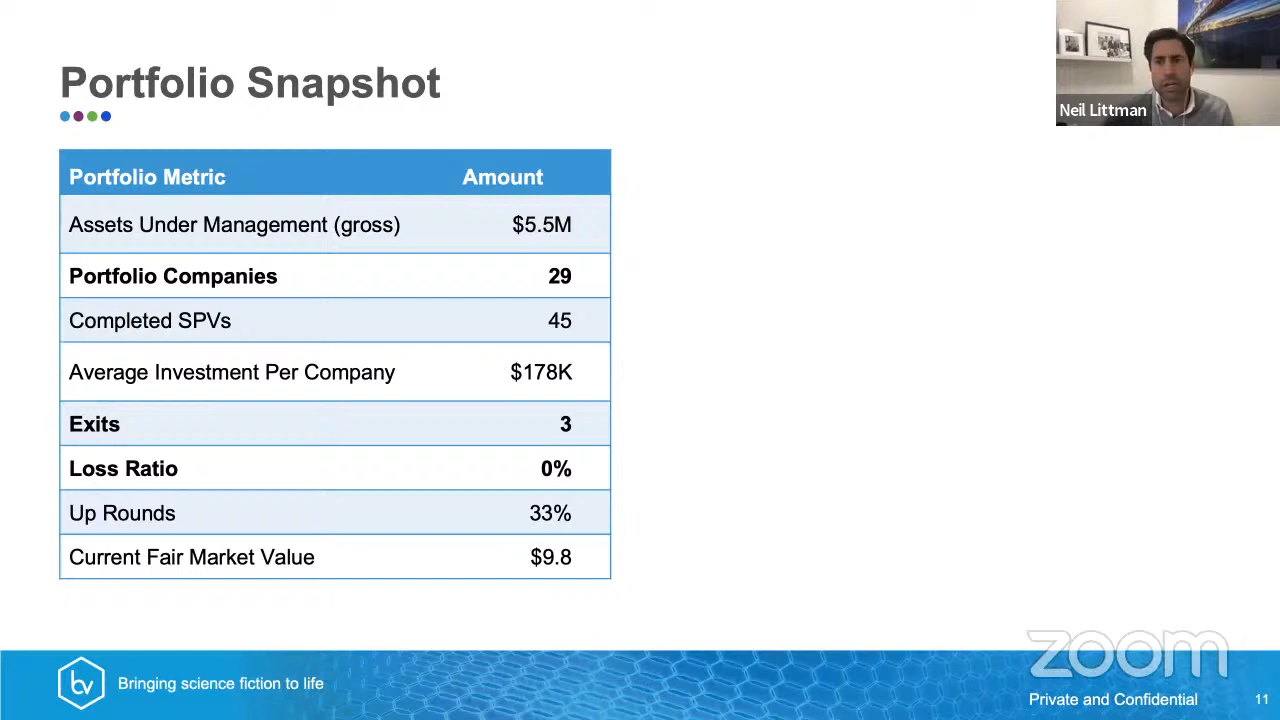 Portfolio Snapshot
Neil Littman
Portfolio Metric Amount
Assets Under Management (gross) $5.5M
Portfolio Companies 29
Completed SPVs 45
Average Investment Per Company $178K
Exits 3
Loss Ratio 0%
Up Rounds 33%
Current Fair Market Value $9.8
zoom
bv Bringing science fiction to life
Private and Confidential 11